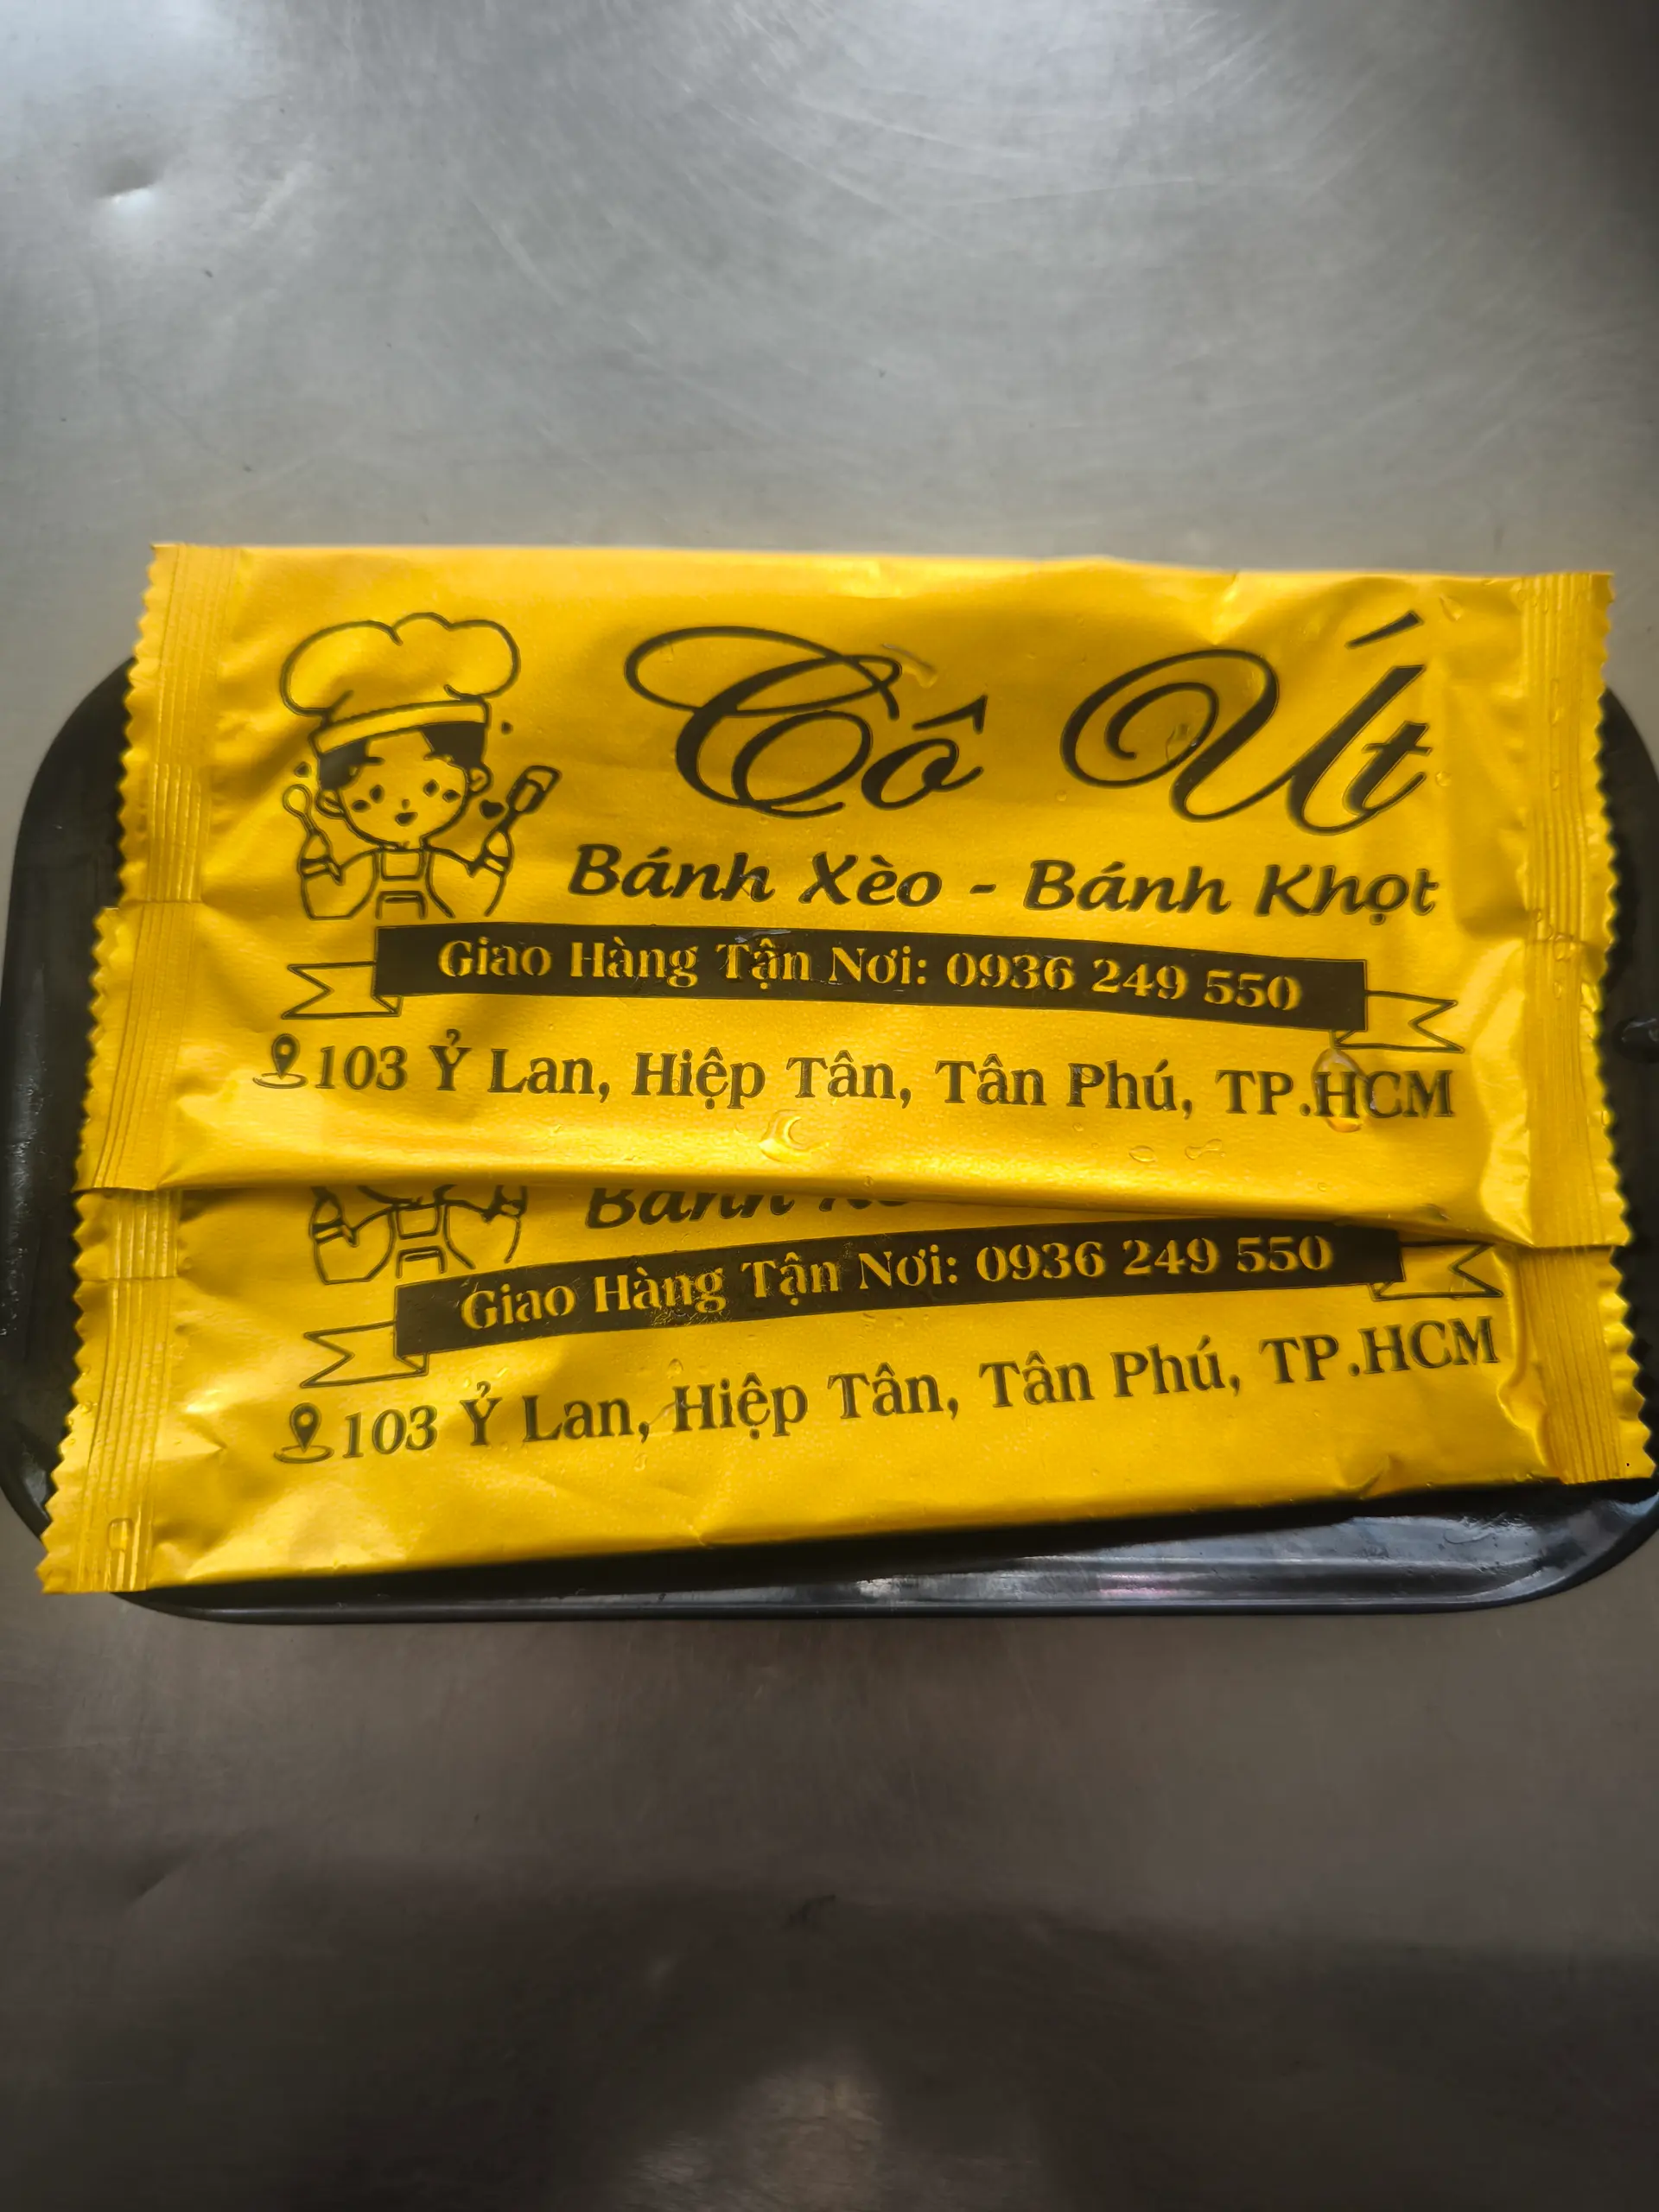 Cô Út
Bánh Xèo - Bánh Khọt
Giao Hàng Tận Nơi: 0936 249 550
103 Ỷ Lan, Hiệp Tân, Tân Phú, TP.HCM
Bánh
Giao Hàng Tận Nơi: 0936 249 550
103 Ỷ Lan, Hiệp Tân, Tân Phú, TP.HCM